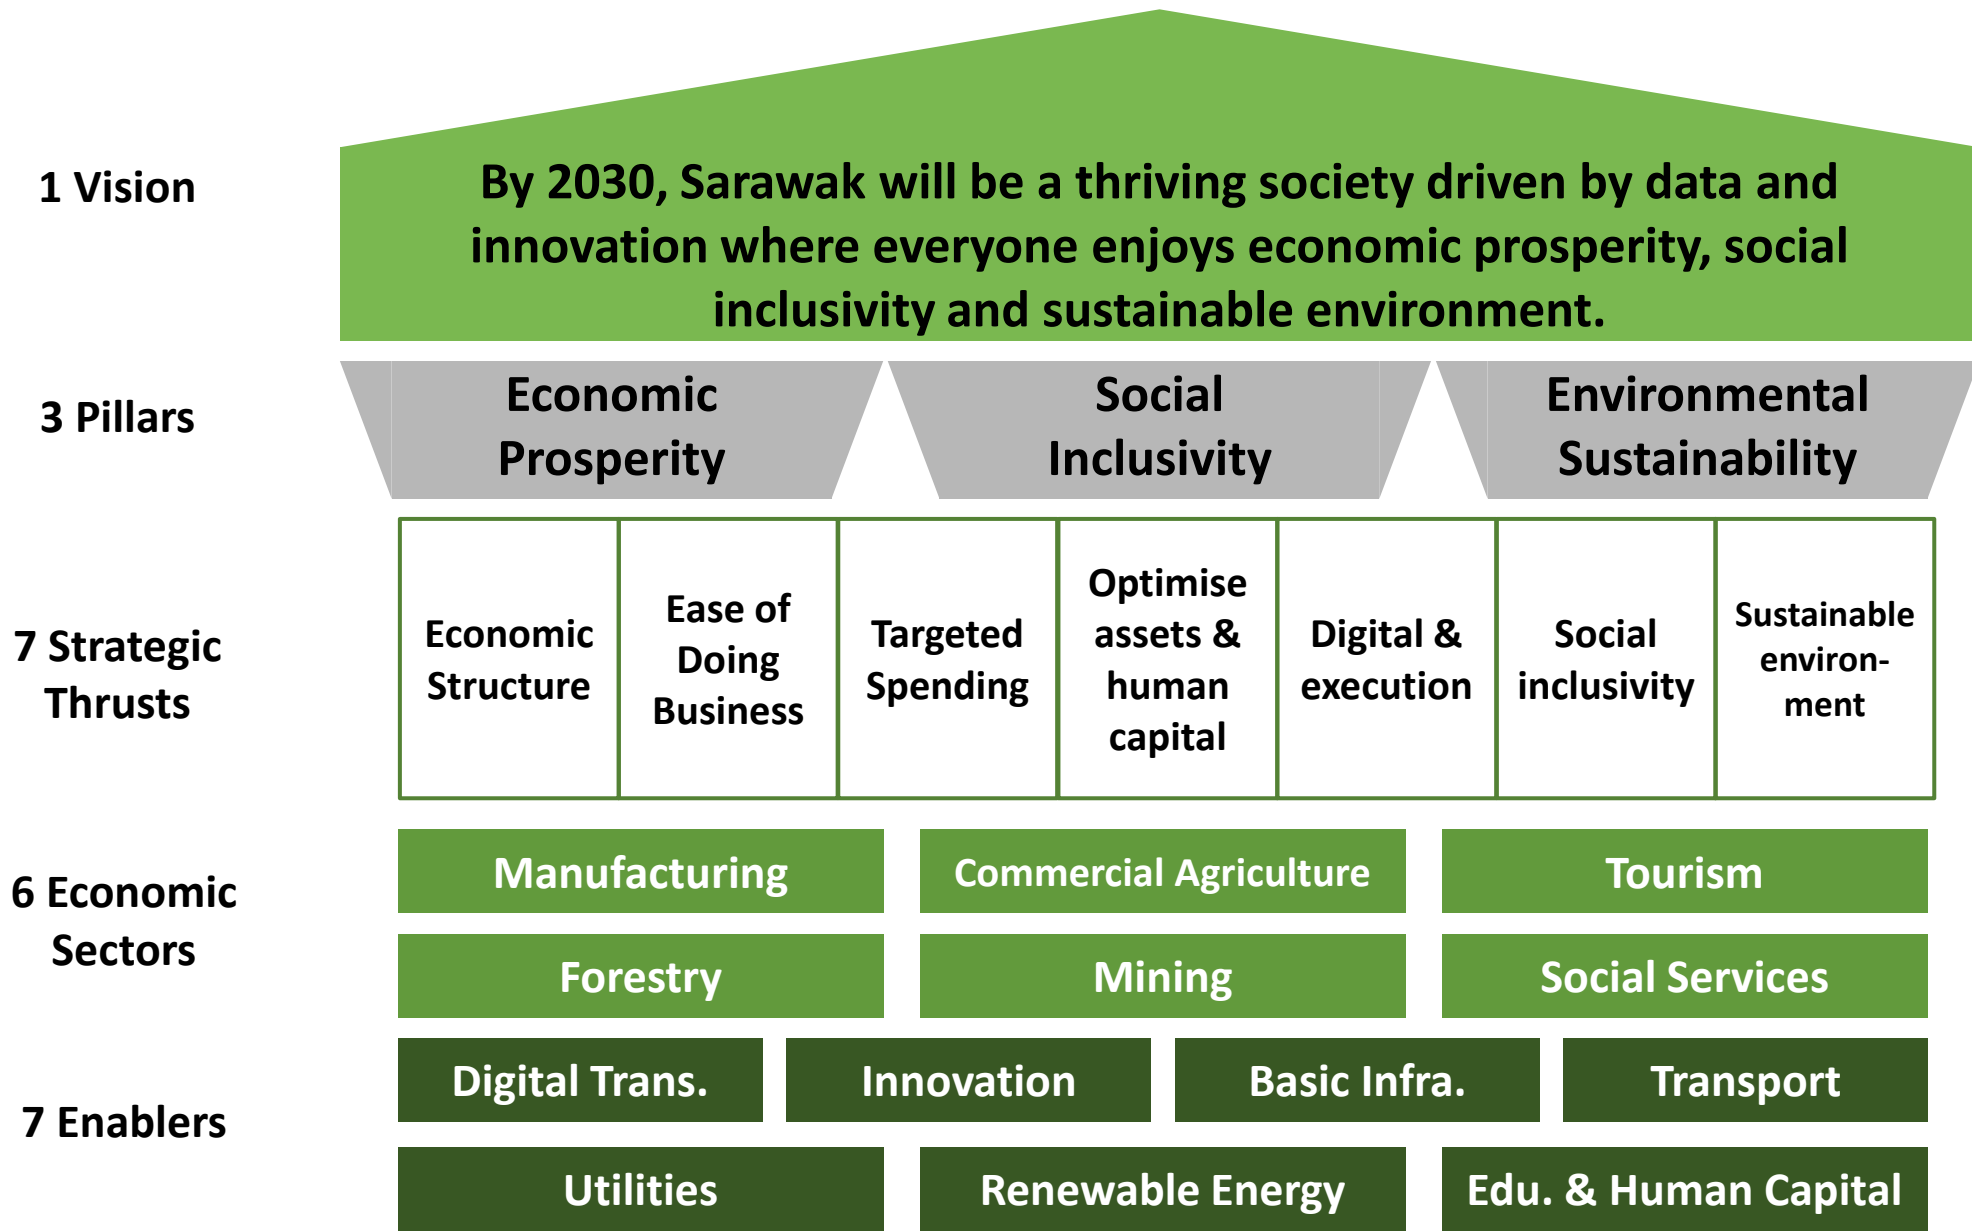 1 Vision
By 2030, Sarawak will be a thriving society driven by data and
innovation where everyone enjoys economic prosperity, social
inclusivity and sustainable environment.
3 Pillars
Economic
Prosperity
Social
Inclusivity
Environmental
Sustainability
7 Strategic
Thrusts
Economic
Structure
Ease of
Doing
Business
Targeted
Spending
Optimise
assets &
human
capital
Digital &
execution
Social
inclusivity
Sustainable
environ-
ment
6 Economic
Sectors
Manufacturing
Commercial Agriculture
Tourism
Forestry
Mining
Social Services
7 Enablers
Digital Trans.
Innovation
Basic Infra.
Transport
Utilities
Renewable Energy
Edu. & Human Capital